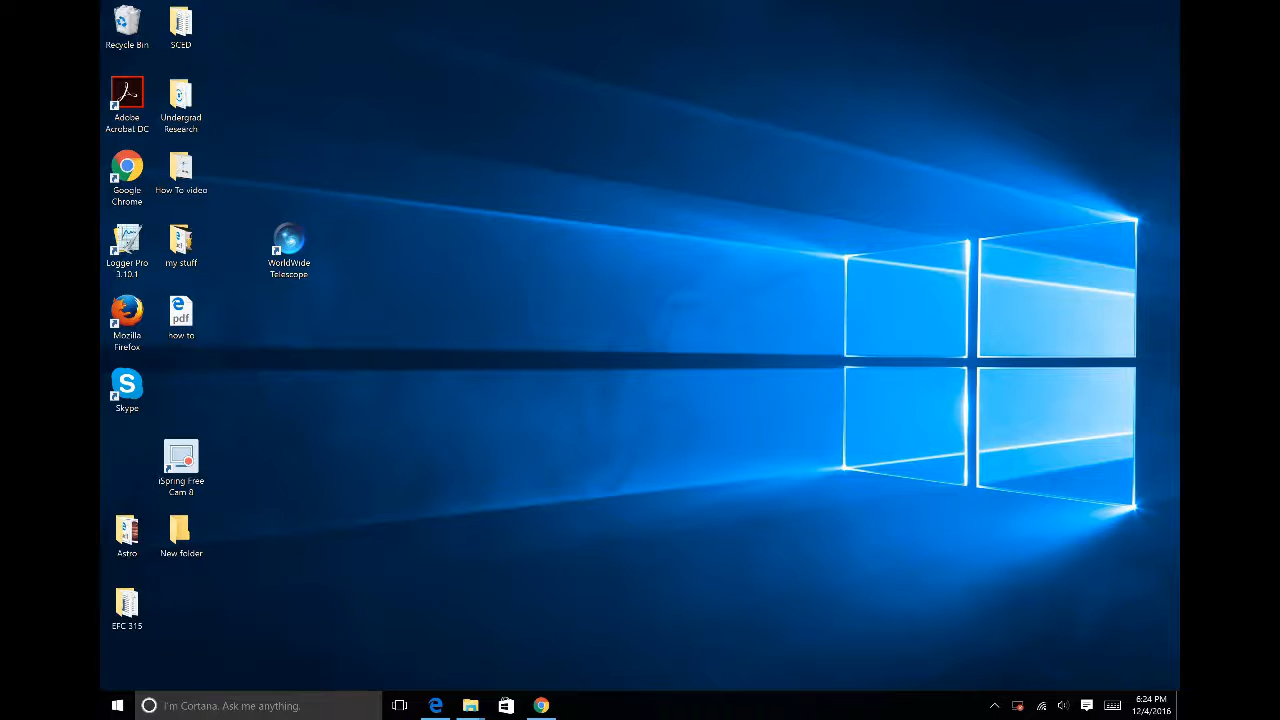 Recycle Bin
SCED
Adobe
Acrobat DC
Undergrad
Research
Google
Chrome
How To video
Logger Pro
3.10.1
my stuff
WorldWide
Telescope
Mozilla
Firefox
pdf
how to
S
Skype
iSpring Free
Cam 8
Astro
New folder
EFC 315
I'm Cortana. Ask me anything.
6:24 PM
12/4/2016